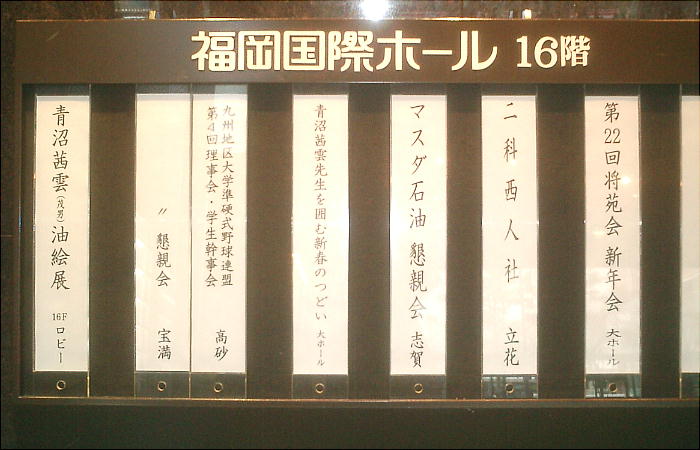 福岡国際ホール 16階
第22回将苑会 新年会 大ホール
二科西人社 立花
マスダ石油 懇親会 志賀
青沼茜雲先生を囲む新春のつどい 大ホール
九州地区大学準硬式野球連盟
第4回理事会・学生幹事会 高砂
〃 懇親会 宝満
青沼茜雲(茂男)油絵展 16F ロビー